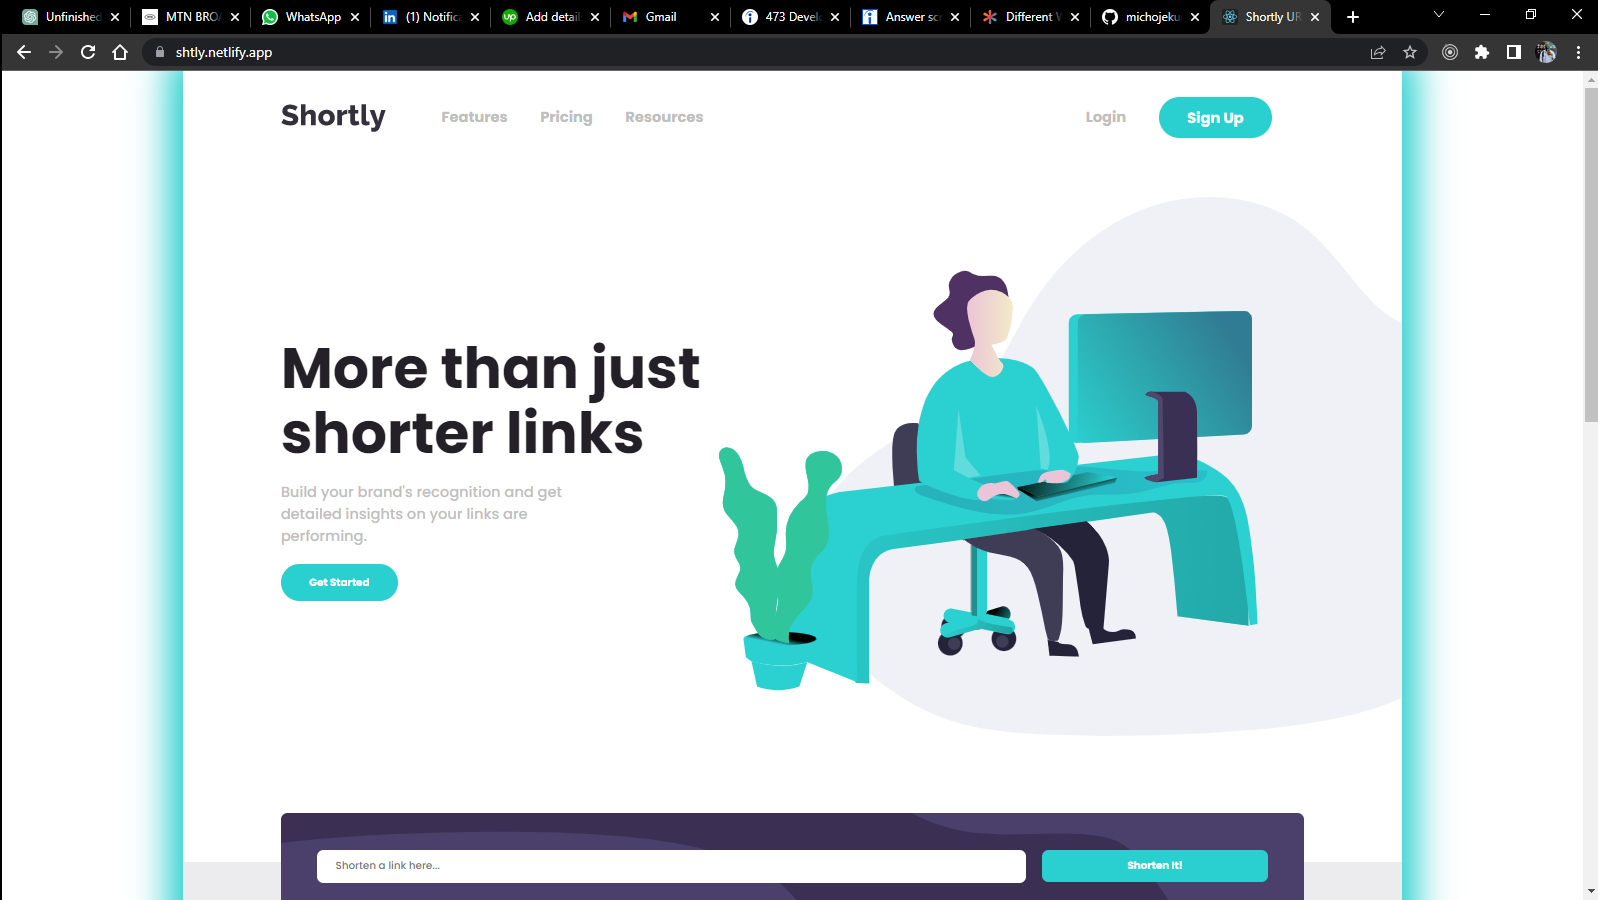 Unfinished
MTN BRO
WhatsApp
(1) Notific
Add detail
Gmail
473 Devel
Answer scr
Different
michojeku
Shortly UR
shtly.netlify.app
Shortly
Features
Pricing
Resources
Login
Sign Up
More than just
shorter links
Build your brand's recognition and get
detailed insights on your links are
performing.
Get Started
Shorten a link here...
Shorten It!